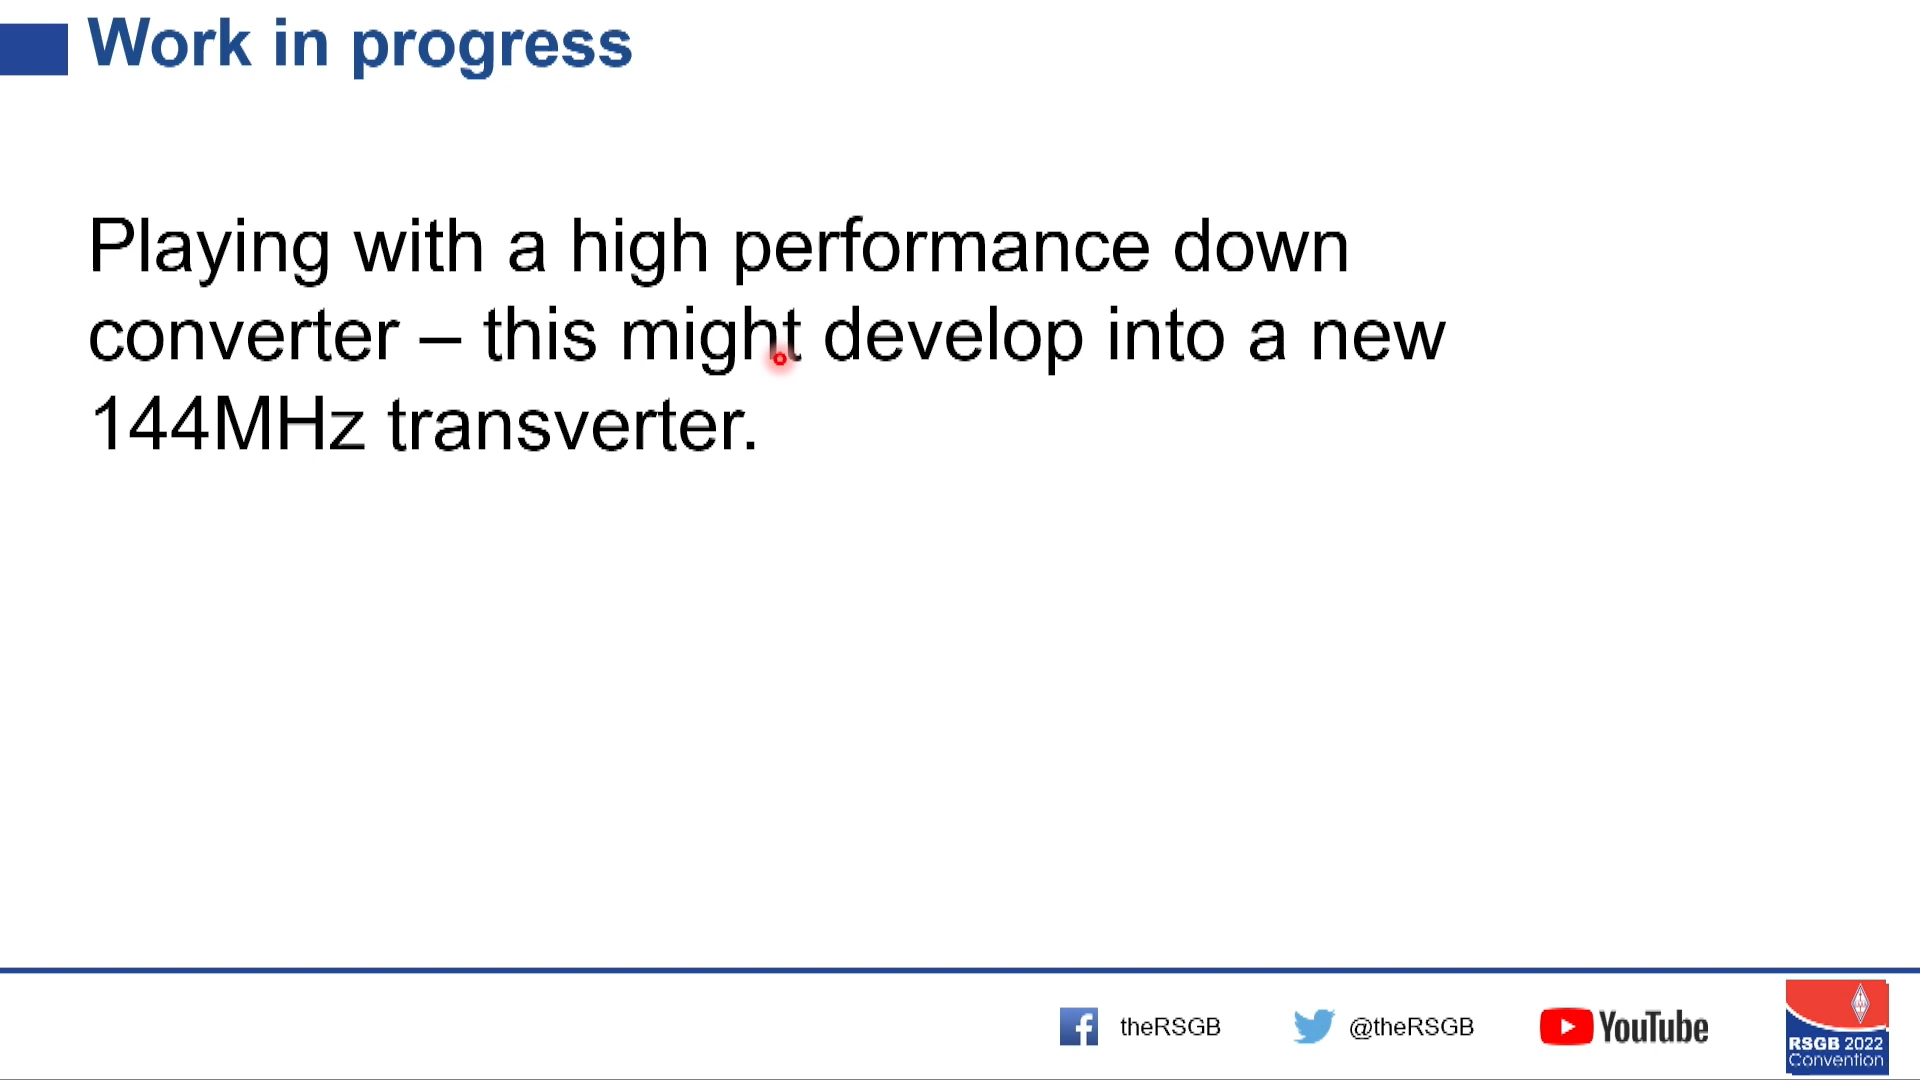 Work in progress
Playing with a high performance down
converter – this might develop into a new
144MHz transverter.
theRSGB @theRSGB YouTube
RSGB 2022
Convention